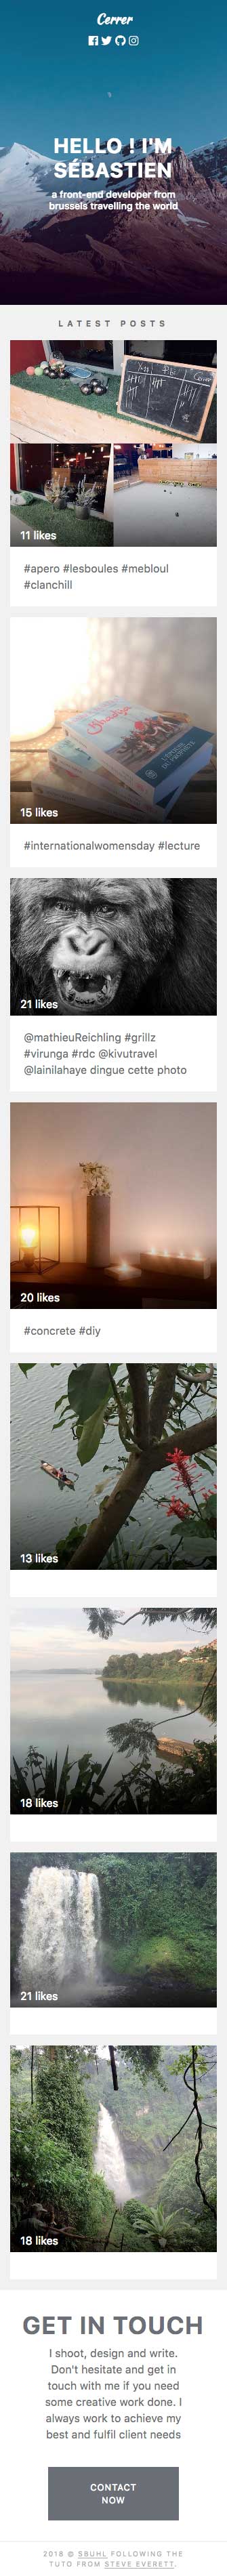 Cerrer
HELLO ! I'M
SÉBASTIEN
a front-end developer from
brussels travelling the world
LATEST POSTS
11 likes
#apero #lesboules #mebloul
#clanchill
15 likes
#internationalwomensday #lecture
21 likes
@mathieuReichling #grillz
#virunga #rdc @kivutravel
@lainilahaye dingue cette photo
20 likes
#concrete #diy
13 likes
18 likes
21 likes
18 likes
GET IN TOUCH
I shoot, design and write.
Don't hesitate and get in
touch with me if you need
some creative work done. I
always work to achieve my
best and fulfil client needs
CONTACT
NOW
2018 @ SBUHL FOLLOWING THE
TUTO FROM STEVE EVERETT.